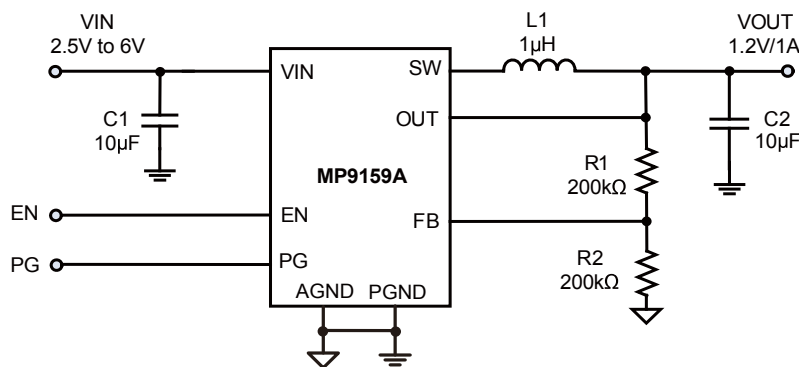 VIN
2.5V to 6V
C1
10µF
EN
PG
VIN
SW
OUT
MP9159A
EN
FB
PG
AGND
PGND
L1
1µH
R1
200kΩ
R2
200kΩ
VOUT
1.2V/1A
C2
10µF